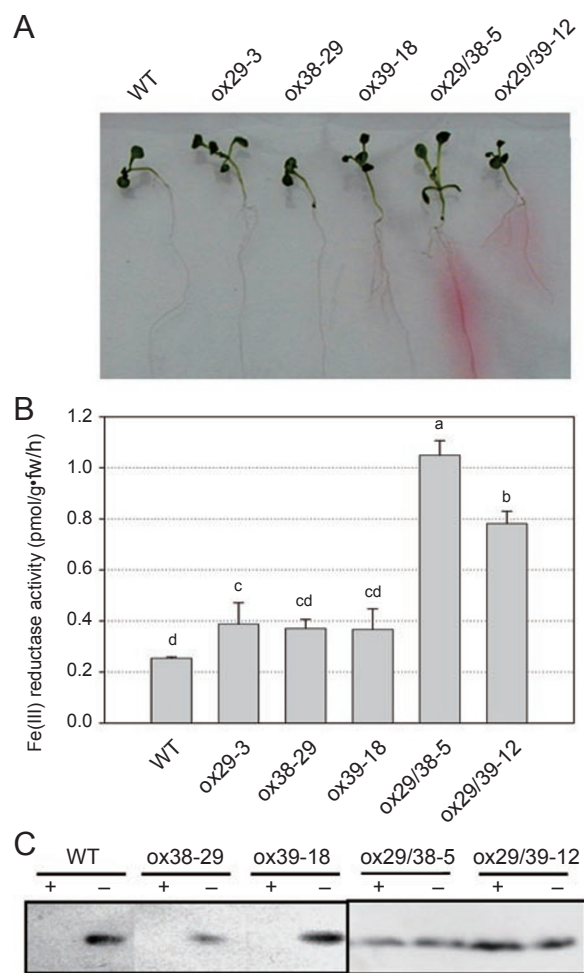 A
WT ox29-3 ox38-29 ox39-18 ox29/38-5 ox29/39-12
B
Fe(III) reductase activity (pmol/g•fw/h)
1.2
1.0
0.8
0.6
0.4
0.2
0.0
d c cd cd a b
WT ox29-3 ox38-29 ox39-18 ox29/38-5 ox29/39-12
C
WT ox38-29 ox39-18 ox29/38-5 ox29/39-12
+ – + – + – + – + –